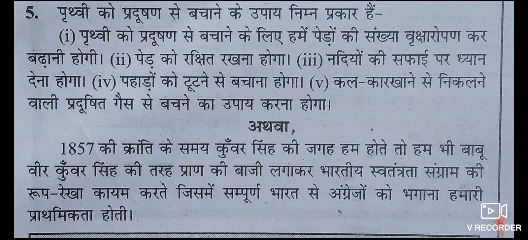 5. पृथ्वी को प्रदूषण से बचाने के उपाय निम्न प्रकार हैं-
(i) पृथ्वी को प्रदूषण से बचाने के लिए हमें पेड़ों की संख्या वृक्षारोपण कर
बढ़ानी होगी। (ii) पेड़ को रक्षित रखना होगा। (iii) नदियों की सफाई पर ध्यान
देना होगा। (iv) पहाड़ों को टूटने से बचाना होगा। (v) कल-कारखाने से निकलने
वाली प्रदूषित गैस से बचने का उपाय करना होगा।
अथवा,
1857 की क्रांति के समय कुँवर सिंह की जगह हम होते तो हम भी बाबू
वीर कुँवर सिंह की तरह प्राण की बाजी लगाकर भारतीय स्वतंत्रता संग्राम की
रूप-रेखा कायम करते जिसमें सम्पूर्ण भारत से अंग्रेजों को भगाना हमारी
प्राथमिकता होती।
V RECORDER